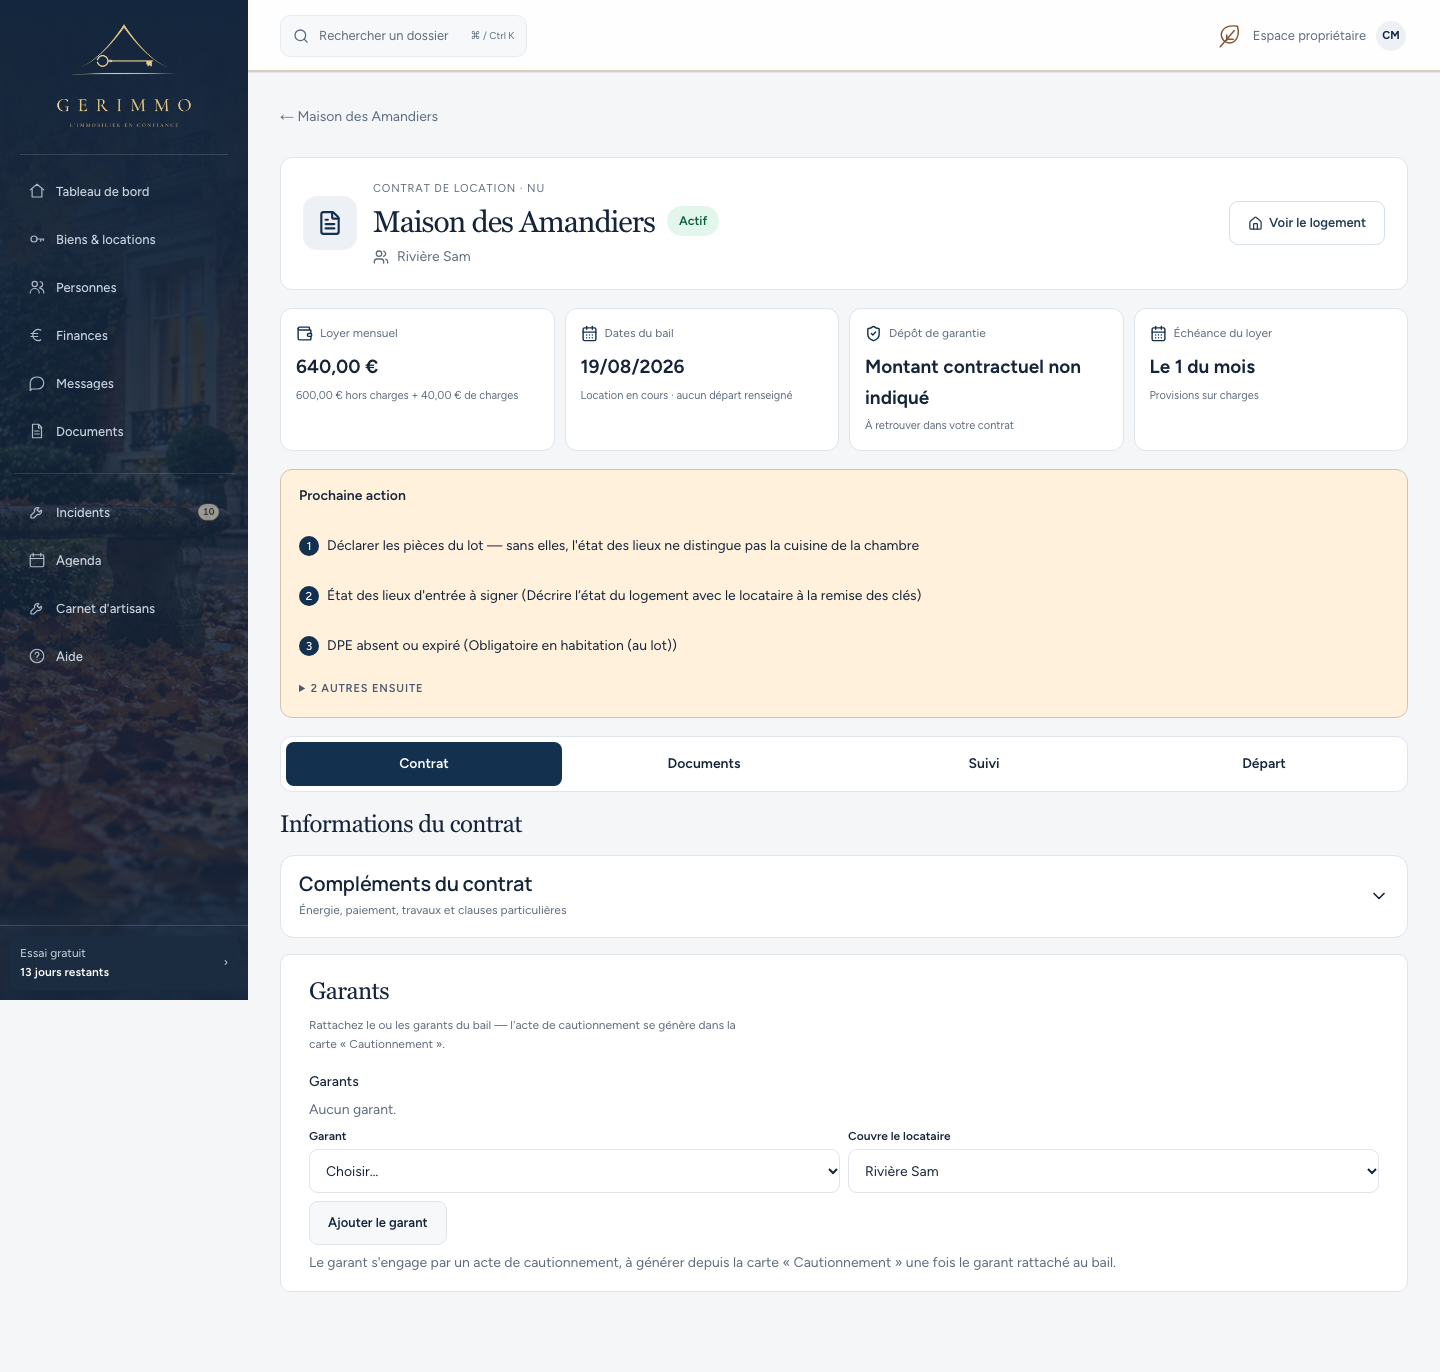 GERIMMO
L'IMMOBILIER EN CONFIANCE
Tableau de bord
Biens & locations
Personnes
Finances
Messages
Documents
Incidents
10
Agenda
Carnet d'artisans
Aide
Essai gratuit
13 jours restants
›
Rechercher un dossier
⌘ / Ctrl K
Espace propriétaire
CM
← Maison des Amandiers
CONTRAT DE LOCATION · NU
Maison des Amandiers
Actif
Rivière Sam
Voir le logement
Loyer mensuel
640,00 €
600,00 € hors charges + 40,00 € de charges
Dates du bail
19/08/2026
Location en cours · aucun départ renseigné
Dépôt de garantie
Montant contractuel non
indiqué
À retrouver dans votre contrat
Échéance du loyer
Le 1 du mois
Provisions sur charges
Prochaine action
1 Déclarer les pièces du lot — sans elles, l'état des lieux ne distingue pas la cuisine de la chambre
2 État des lieux d'entrée à signer (Décrire l'état du logement avec le locataire à la remise des clés)
3 DPE absent ou expiré (Obligatoire en habitation (au lot))
▶ 2 AUTRES ENSUITE
Contrat
Documents
Suivi
Départ
Informations du contrat
Compléments du contrat
Énergie, paiement, travaux et clauses particulières
Garants
Rattachez le ou les garants du bail — l'acte de cautionnement se génère dans la
carte « Cautionnement ».
Garants
Aucun garant.
Garant
Couvre le locataire
Choisir...
Rivière Sam
Ajouter le garant
Le garant s'engage par un acte de cautionnement, à générer depuis la carte « Cautionnement » une fois le garant rattaché au bail.